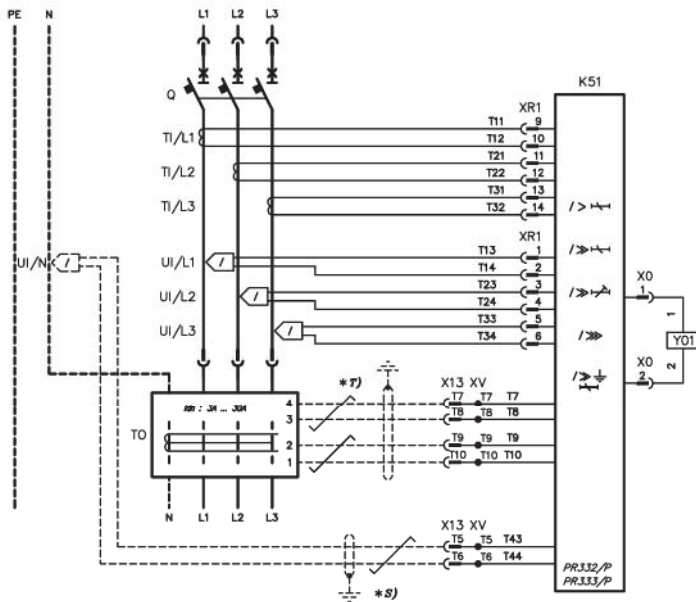 PE N L1 L2 L3
K51
Q
XR1
T11 9
TI/L1 T12 10
T21 11
TI/L2 T22 12
T31 13
TI/L3 T32 14
I>
XR1
T13 1
UI/N I UI/L1 I T14 2
I≫
T23 3
UI/L2 I T24 4
I≫
X0
1
T33 5
UI/L3 I T34 6
I⋙
1
Y01
2
X0
2
I≫
*T) X13 XV
4 T7 T7 T7
3 T8 T8 T8
TO
2 T9 T9 T9
1 T10 T10 T10
N L1 L2 L3
X13 XV
T5 T5 T43
T6 T6 T44
*S)
PR332/P
PR333/P